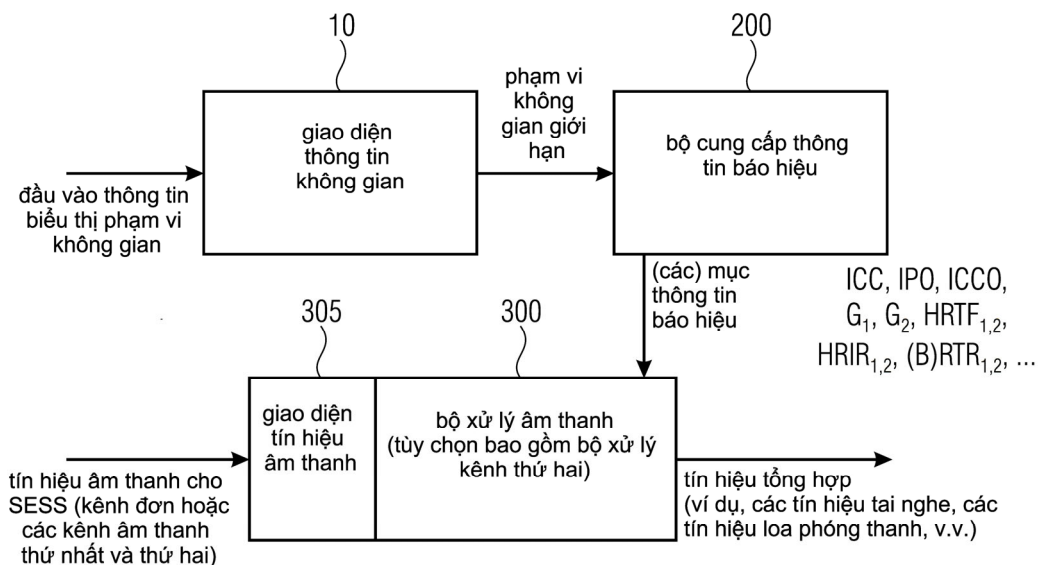 10
200
giao diện
thông tin
không gian
phạm vi
không
gian giới
hạn
bộ cung cấp thông
tin báo hiệu
đầu vào thông tin
biểu thị phạm vi
không gian
(các) mục
thông tin
báo hiệu
ICC, IPO, ICCO,
G₁, G₂, HRTF₁,₂,
HRIR₁,₂, (B)RTR₁,₂, ...
305
300
giao diện
tín hiệu
âm thanh
bộ xử lý âm thanh
(tùy chọn bao gồm bộ xử lý
kênh thứ hai)
tín hiệu âm thanh cho
SESS (kênh đơn hoặc
các kênh âm thanh
thứ nhất và thứ hai)
tín hiệu tổng hợp
(ví dụ, các tín hiệu tai nghe, các
tín hiệu loa phóng thanh, v.v.)